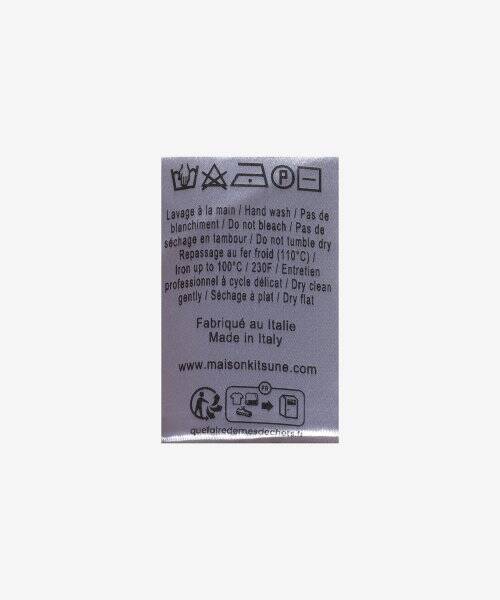 P
Lavage à la main / Hand wash / Pas de
blanchiment / Do not bleach / Pas de
séchage en tambour / Do not tumble dry
Repassage au fer froid (110°C) /
Iron up to 100°C / 230F / Entretien
professionnel à cycle délicat / Dry clean
gently / Séchage à plat / Dry flat
Fabriqué au Italie
Made in Italy
www.maisonkitsune.com
FR
quefairedemesdechets.fr